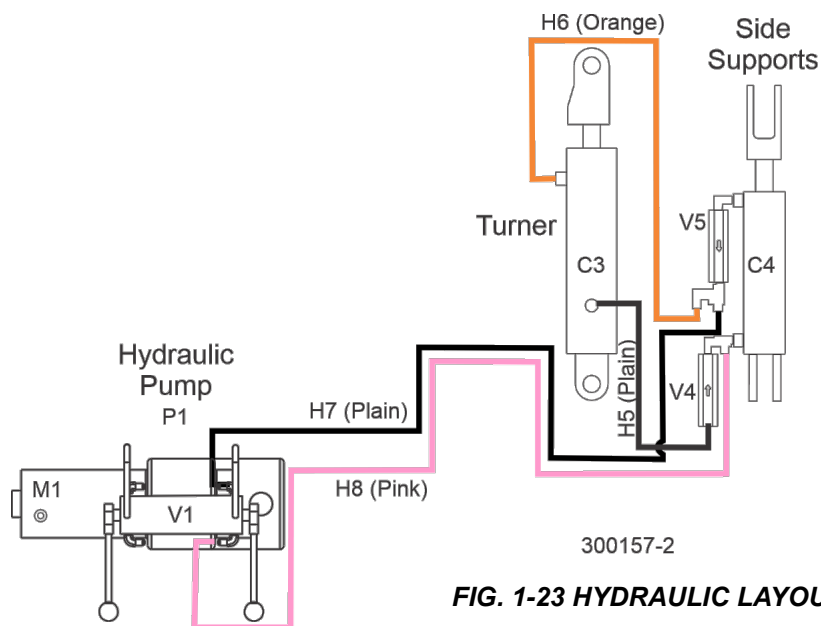 H6 (Orange)
Side
Supports
V5
Turner
C3
C4
Hydraulic
Pump
P1
H7 (Plain)
H5 (Plain)
V4
M1
V1
H8 (Pink)
300157-2
FIG. 1-23 HYDRAULIC LAYOU